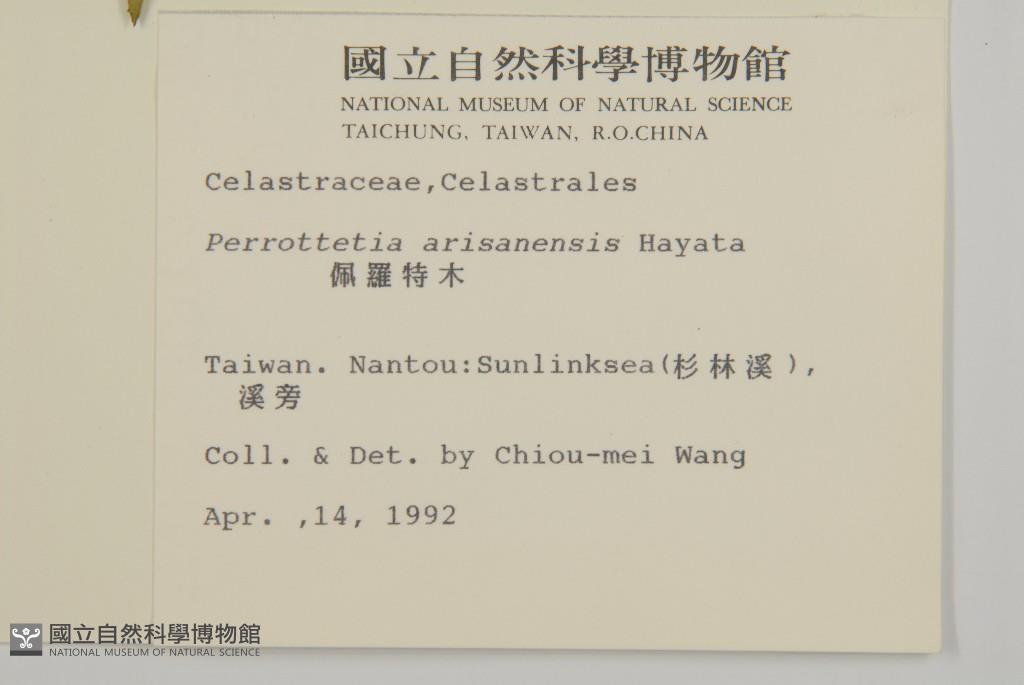 國立自然科學博物館
NATIONAL MUSEUM OF NATURAL SCIENCE
TAICHUNG, TAIWAN, R.O.CHINA
Celastraceae,Celastrales
Perrottetia arisanensis Hayata
佩羅特木
Taiwan. Nantou:Sunlinksea(杉林溪),
溪旁
Coll. & Det. by Chiou-mei Wang
Apr. ,14, 1992
國立自然科學博物館
NATIONAL MUSEUM OF NATURAL SCIENCE